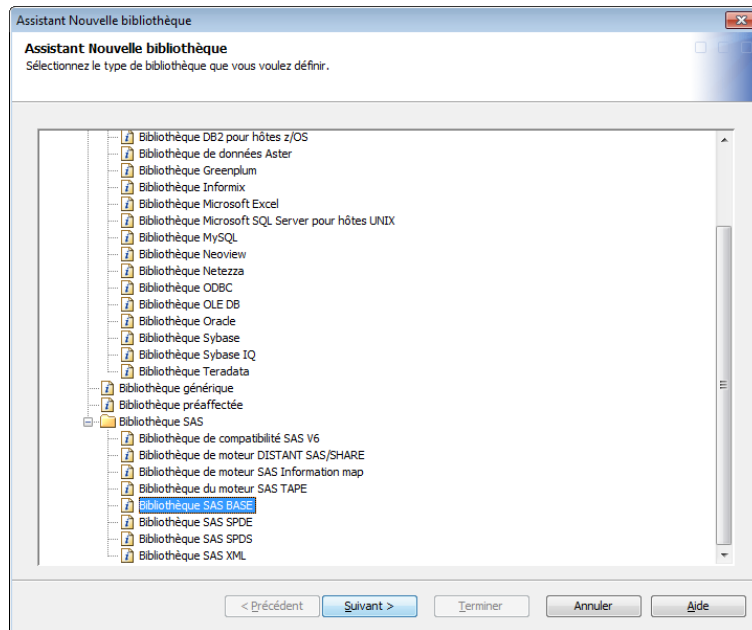 Assistant Nouvelle bibliothèque
Assistant Nouvelle bibliothèque
Sélectionnez le type de bibliothèque que vous voulez définir.
Bibliothèque DB2 pour hôtes z/OS
Bibliothèque de données Aster
Bibliothèque Greenplum
Bibliothèque Informix
Bibliothèque Microsoft Excel
Bibliothèque Microsoft SQL Server pour hôtes UNIX
Bibliothèque MySQL
Bibliothèque Neoview
Bibliothèque Netezza
Bibliothèque ODBC
Bibliothèque OLE DB
Bibliothèque Oracle
Bibliothèque Sybase
Bibliothèque Sybase IQ
Bibliothèque Teradata
Bibliothèque générique
Bibliothèque préaffectée
Bibliothèque SAS
Bibliothèque de compatibilité SAS V6
Bibliothèque de moteur DISTANT SAS/SHARE
Bibliothèque de moteur SAS Information map
Bibliothèque du moteur SAS TAPE
Bibliothèque SAS BASE
Bibliothèque SAS SPDE
Bibliothèque SAS SPDS
Bibliothèque SAS XML
< Précédent Suivant > Terminer Annuler Aide